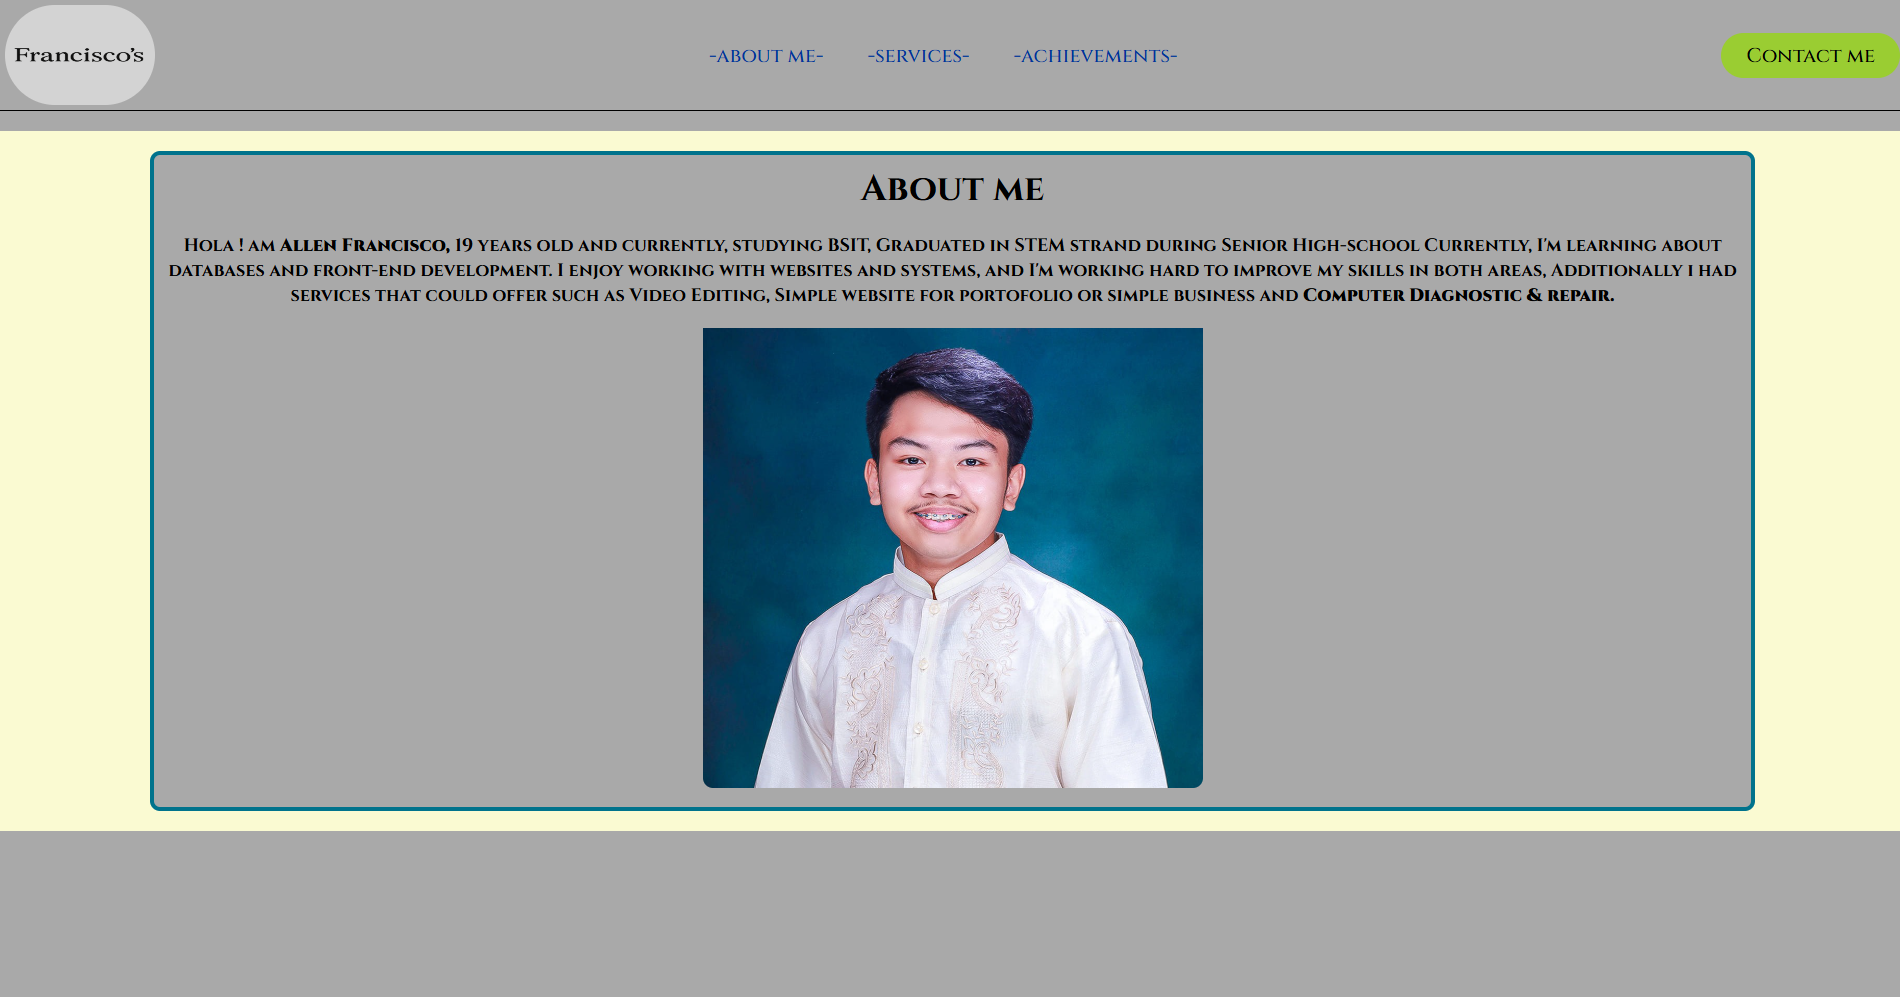 Francisco's
-about me-
-services-
-achievements-
Contact me
About me
Hola ! am Allen Francisco, 19 years old and currently, studying BSIT, Graduated in STEM strand during Senior High-school Currently, I'm learning about
databases and front-end development. I enjoy working with websites and systems, and I'm working hard to improve my skills in both areas, Additionally i had
services that could offer such as Video Editing, Simple website for portofolio or simple business and Computer Diagnostic & repair.